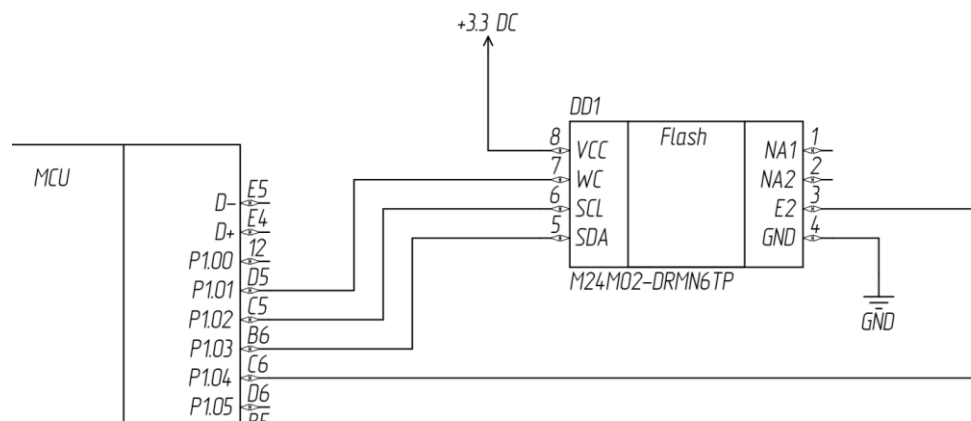 +3.3 DC
DD1
8 VCC Flash NA1 1
7 WC NA2 2
6 SCL E2 3
5 SDA GND 4
M24M02-DRMN6TP
GND
MCU
D- E5
D+ E4
P1.00 12
P1.01 D5
P1.02 C5
P1.03 B6
P1.04 C6
P1.05 D6